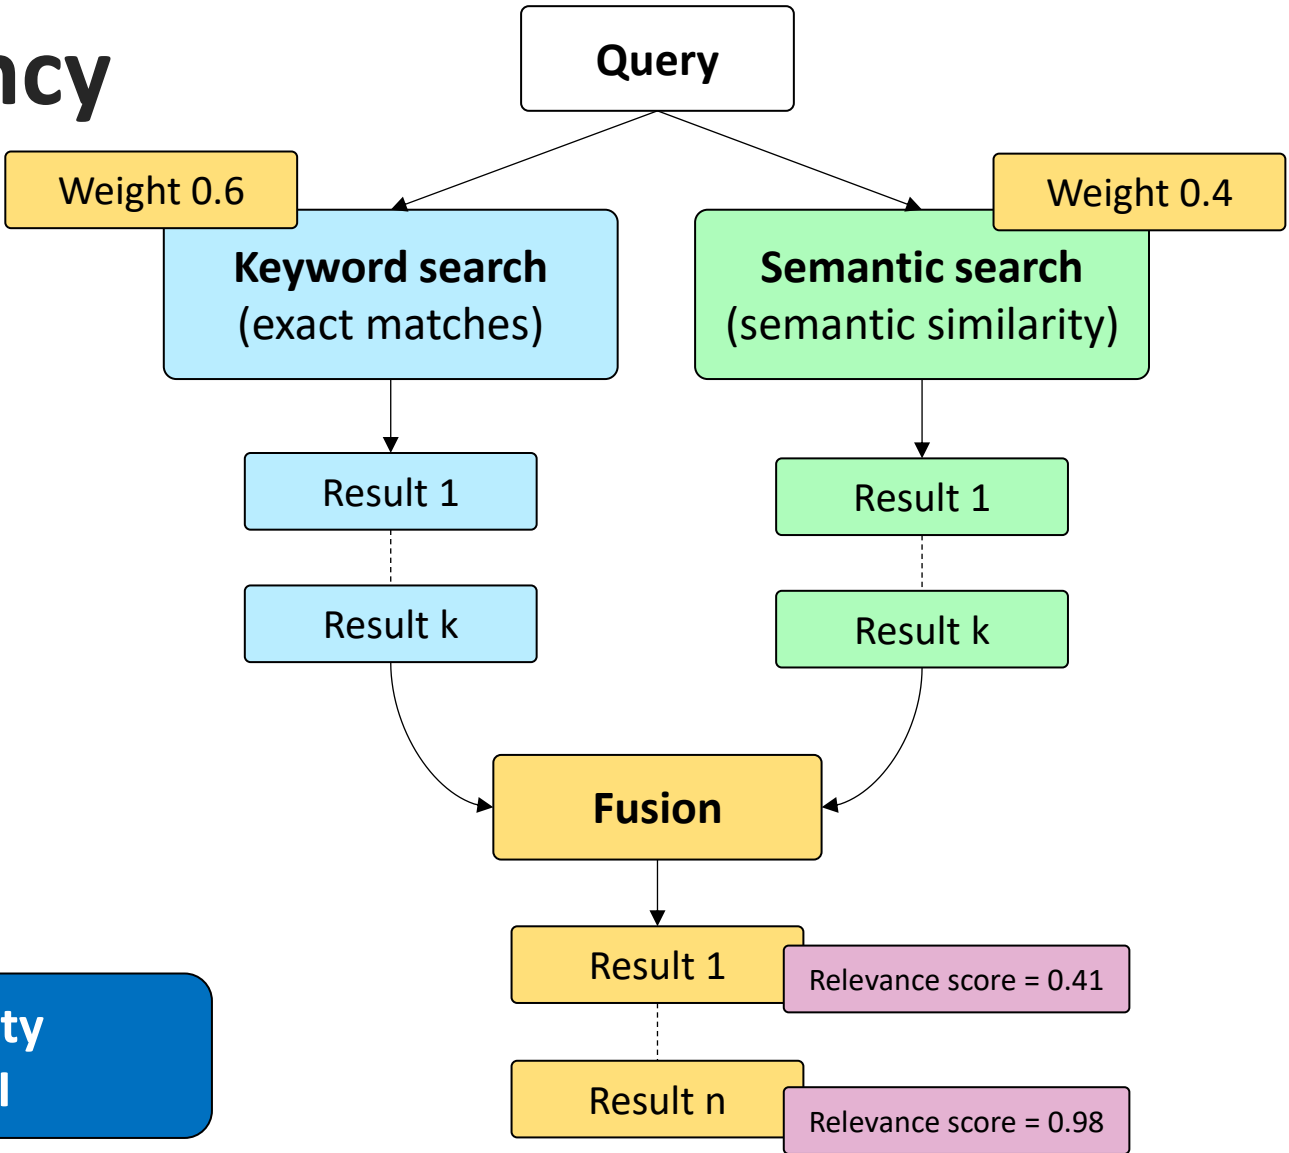 ncy
Query
Weight 0.6
Weight 0.4
Keyword search
(exact matches)
Semantic search
(semantic similarity)
Result 1
Result 1
Result k
Result k
Fusion
Result 1
Relevance score = 0.41
ty
l
Result n
Relevance score = 0.98